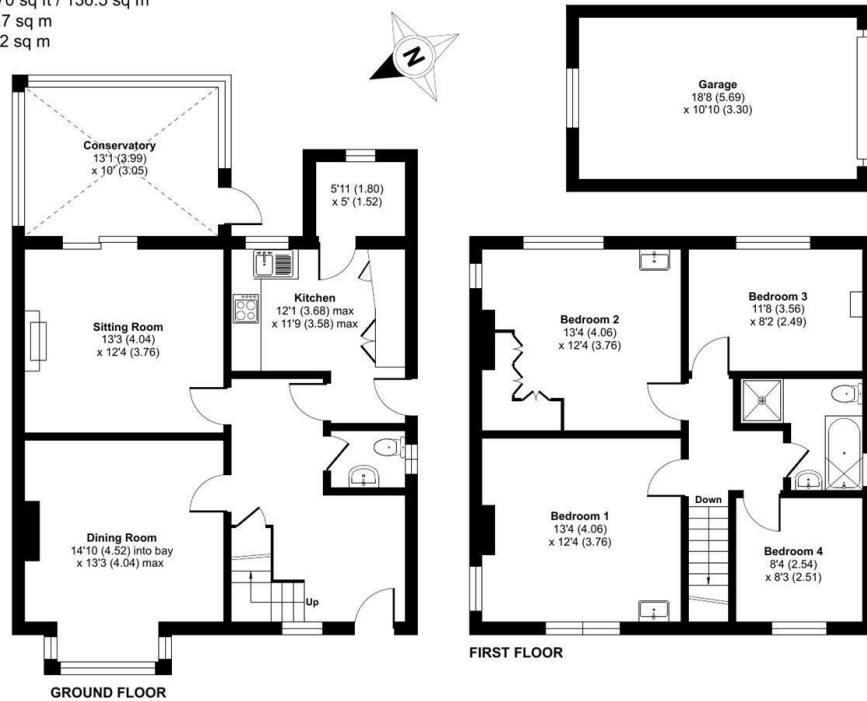 sq ft / 136.5 sq m
sq m
sq m
N
Garage
18'8 (5.69)
x 10'10 (3.30)
Conservatory
13'1 (3.99)
x 10' (3.05)
5'11 (1.80)
x 5' (1.52)
Kitchen
12'1 (3.68) max
x 11'9 (3.58) max
Sitting Room
13'3 (4.04)
x 12'4 (3.76)
Dining Room
14'10 (4.52) into bay
x 13'3 (4.04) max
Up
GROUND FLOOR
Bedroom 2
13'4 (4.06)
x 12'4 (3.76)
Bedroom 3
11'8 (3.56)
x 8'2 (2.49)
Bedroom 1
13'4 (4.06)
x 12'4 (3.76)
Down
Bedroom 4
8'4 (2.54)
x 8'3 (2.51)
FIRST FLOOR